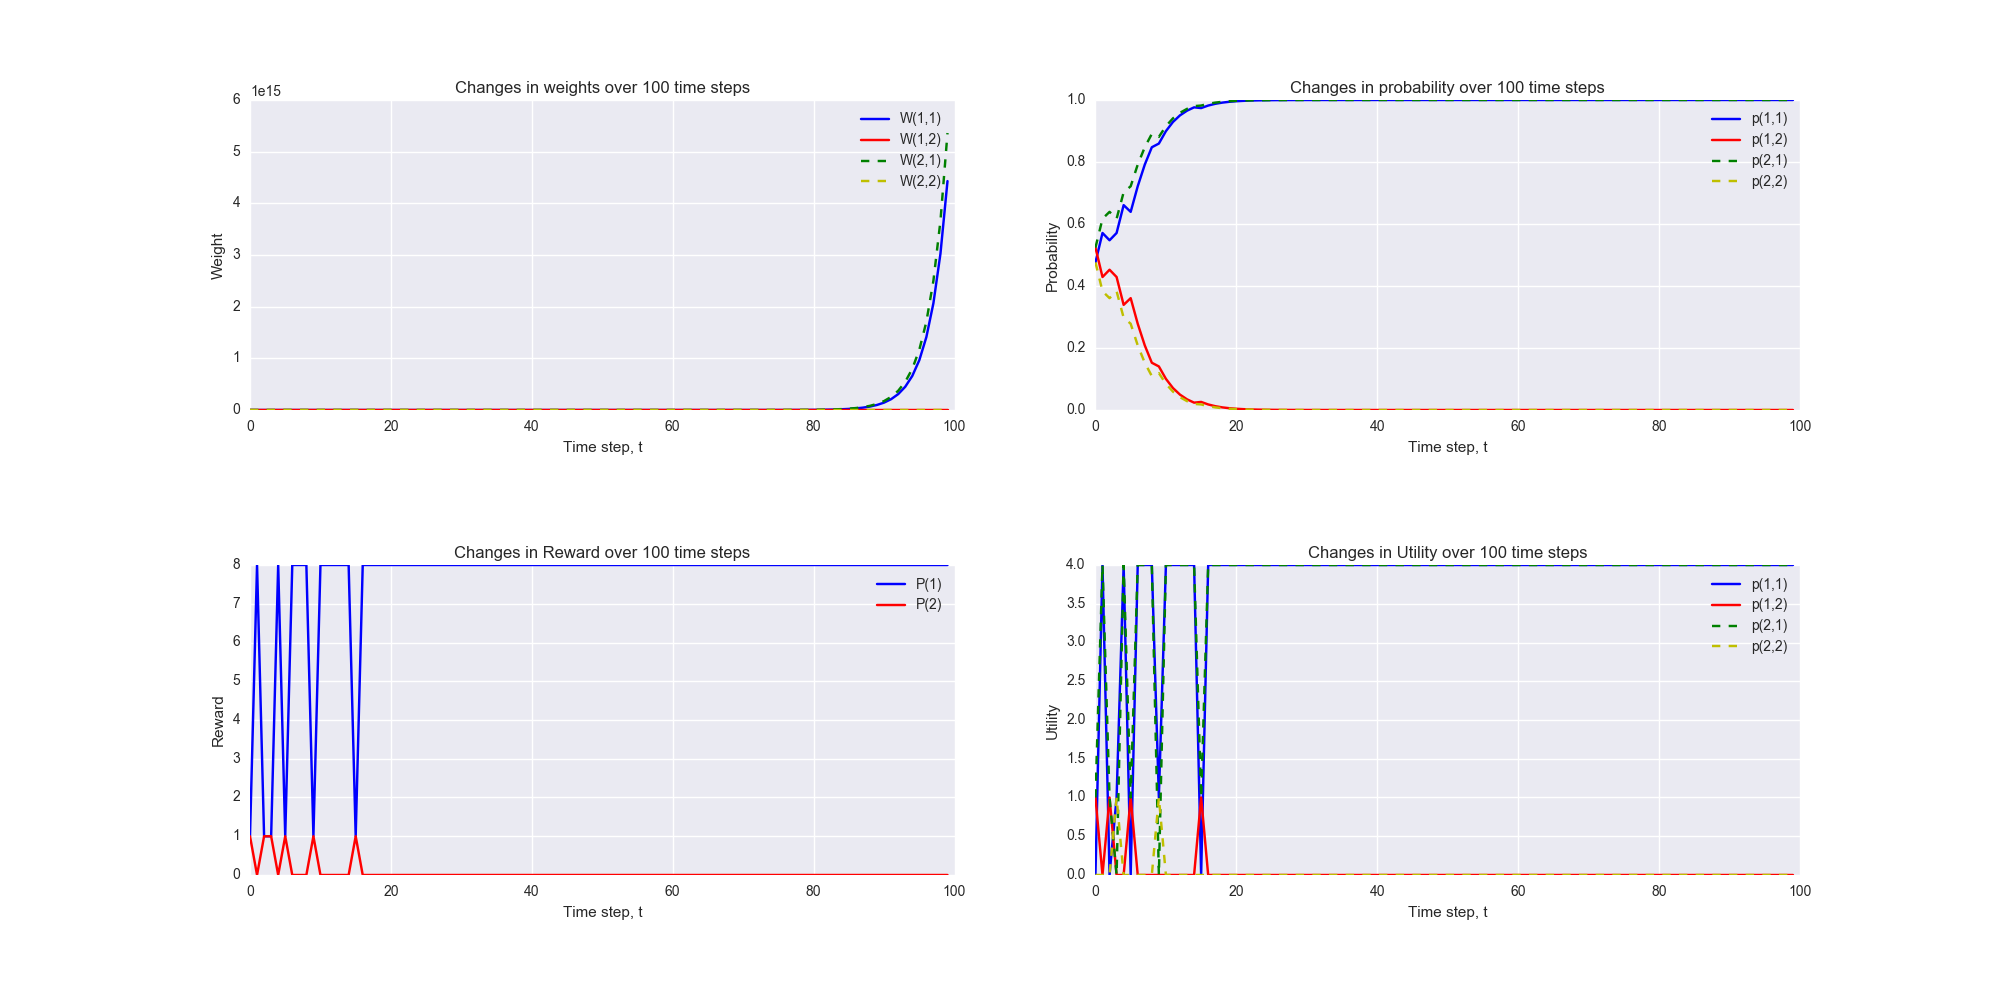 Changes in weights over 100 time steps
1e15
6
5
4
3
2
1
0
Weight
0 20 40 60 80 100
Time step, t
W(1,1)
W(1,2)
W(2,1)
W(2,2)
Changes in probability over 100 time steps
1.0
0.8
0.6
0.4
0.2
0.0
Probability
0 20 40 60 80 100
Time step, t
p(1,1)
p(1,2)
p(2,1)
p(2,2)
Changes in Reward over 100 time steps
8
7
6
5
4
3
2
1
0
Reward
0 20 40 60 80 100
Time step, t
P(1)
P(2)
Changes in Utility over 100 time steps
4.0
3.5
3.0
2.5
2.0
1.5
1.0
0.5
0.0
Utility
0 20 40 60 80 100
Time step, t
p(1,1)
p(1,2)
p(2,1)
p(2,2)